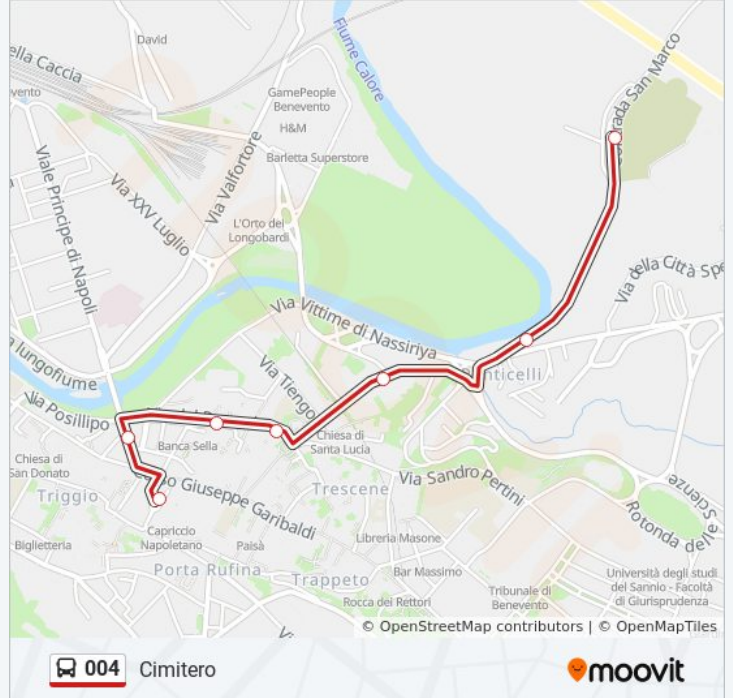 David
ella Caccia
Fiume Calore
evento
GamePeople
Benevento
H&M
Barletta Superstore
Contrada San Marco
Viale Principe di Napoli
Via XXV Luglio
Via Valfortore
L'Orto dei
Longobardi
Via della Città Spe
Via Vittime di Nassiriya
a lungofiume
Via Tiengo
Ponticelli
Via Posillipo
Banca Sella
Chiesa di
Santa Lucia
Chiesa di
San Donato
Triggio
o Giuseppe Garibaldi
Trescene
Via Sandro Pertini
Rotonda delle Scienze
Capriccio
Napoletano
Biglietteria
Paisà
Libreria Masone
Porta Rufina
Trappeto
Bar Massimo
Rocca dei Rettori
Tribunale di
Benevento
Università degli studi
del Sannio - Facoltà
di Giurisprudenza
Vi
© OpenStreetMap contributors | © OpenMapTiles
004 Cimitero
moovit